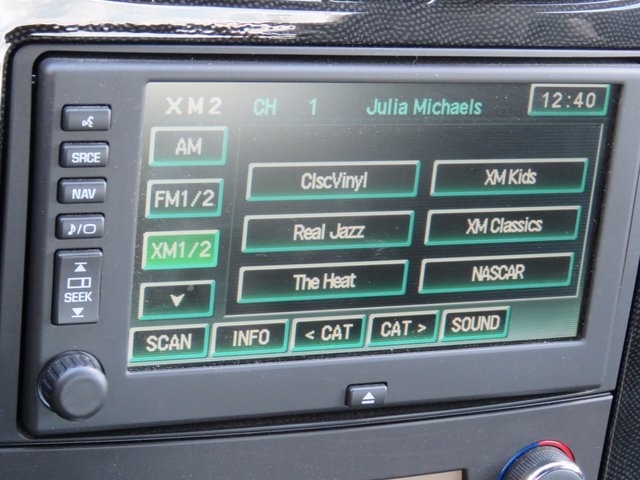 XM2 CH 1 Julia Michaels 12:40
AM
FM1/2
XM1/2
ClscVinyl XM Kids
Real Jazz XM Classics
The Heat NASCAR
SCAN INFO < CAT CAT > SOUND
SRCE
NAV
SEEK